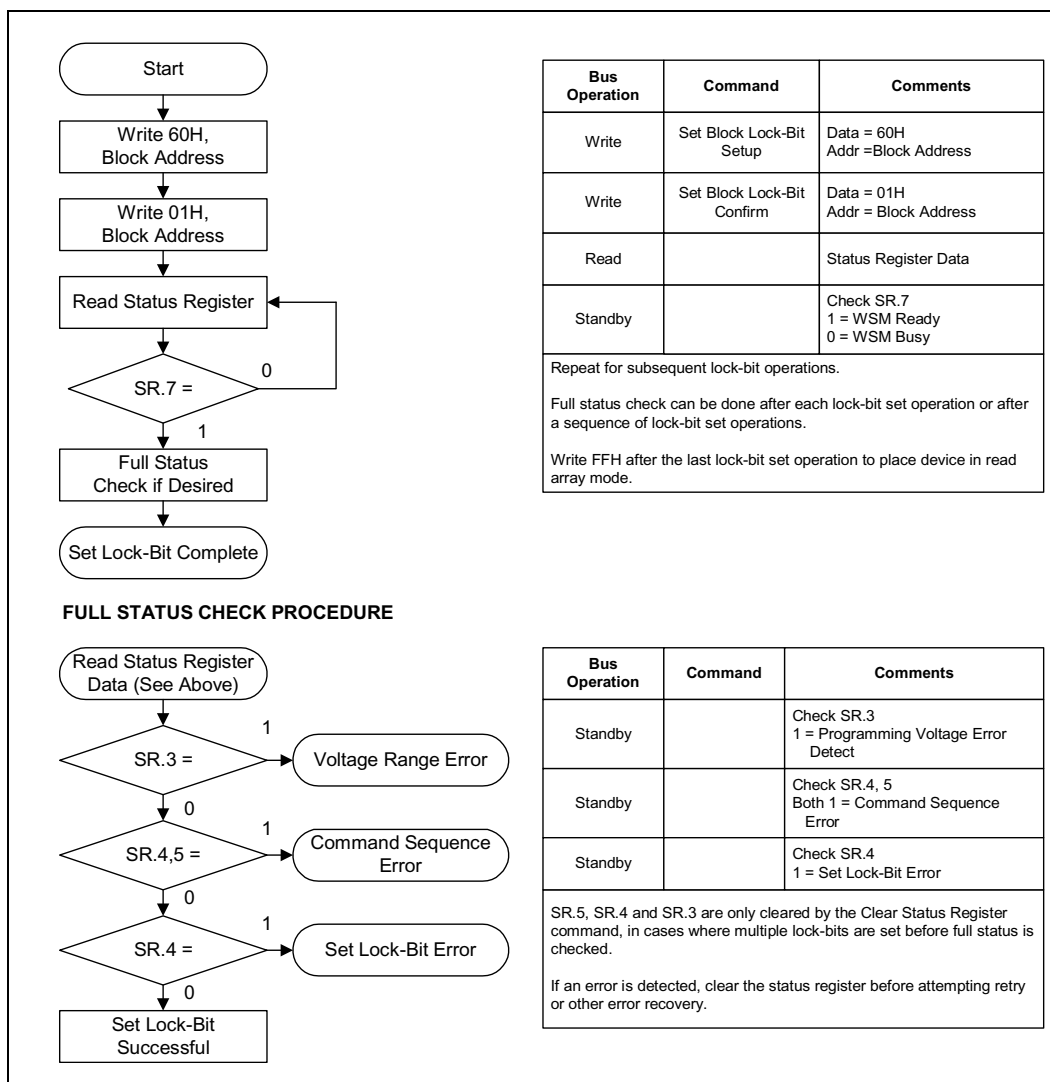 Start
Write 60H,
Block Address
Write 01H,
Block Address
Read Status Register
SR.7 =
0
1
Full Status
Check if Desired
Set Lock-Bit Complete
Bus
Operation
Command
Comments
Write
Set Block Lock-Bit
Setup
Data = 60H
Addr =Block Address
Write
Set Block Lock-Bit
Confirm
Data = 01H
Addr = Block Address
Read
Status Register Data
Standby
Check SR.7
1 = WSM Ready
0 = WSM Busy
Repeat for subsequent lock-bit operations.
Full status check can be done after each lock-bit set operation or after
a sequence of lock-bit set operations.
Write FFH after the last lock-bit set operation to place device in read
array mode.
FULL STATUS CHECK PROCEDURE
Read Status Register
Data (See Above)
SR.3 =
1
Voltage Range Error
0
SR.4,5 =
1
Command Sequence
Error
0
SR.4 =
1
Set Lock-Bit Error
0
Set Lock-Bit
Successful
Bus
Operation
Command
Comments
Standby
Check SR.3
1 = Programming Voltage Error
Detect
Standby
Check SR.4, 5
Both 1 = Command Sequence
Error
Standby
Check SR.4
1 = Set Lock-Bit Error
SR.5, SR.4 and SR.3 are only cleared by the Clear Status Register
command, in cases where multiple lock-bits are set before full status is
checked.
If an error is detected, clear the status register before attempting retry
or other error recovery.